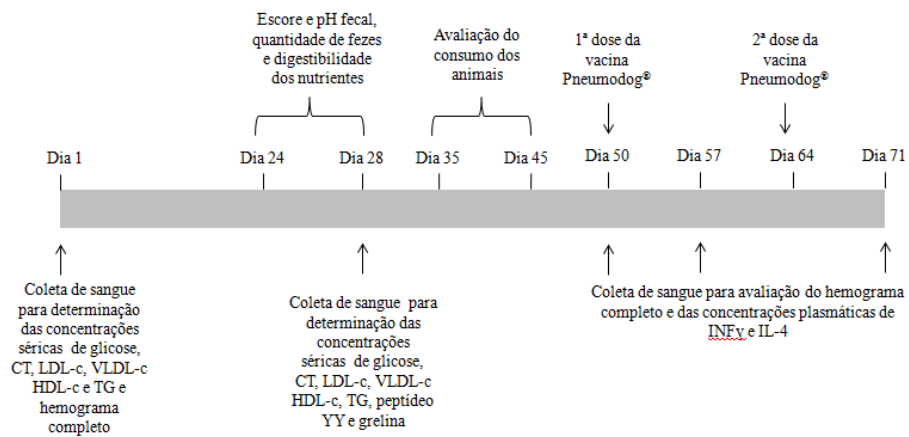 Escore e pH fecal,
quantidade de fezes
e digestibilidade
dos nutrientes
Avaliação do
consumo dos
animais
1ª dose da
vacina
Pneumodog®
2ª dose da
vacina
Pneumodog®
Dia 1
Dia 24
Dia 28
Dia 35
Dia 45
Dia 50
Dia 57
Dia 64
Dia 71
Coleta de sangue
para determinação
das concentrações
séricas de glicose,
CT, LDL-c, VLDL-c
HDL-c e TG e
hemograma
completo
Coleta de sangue para
determinação das
concentrações
séricas de glicose,
CT, LDL-c, VLDL-c
HDL-c, TG, peptídeo
YY e grelina
Coleta de sangue para avaliação do hemograma
completo e das concentrações plasmáticas de
INFγ e IL-4